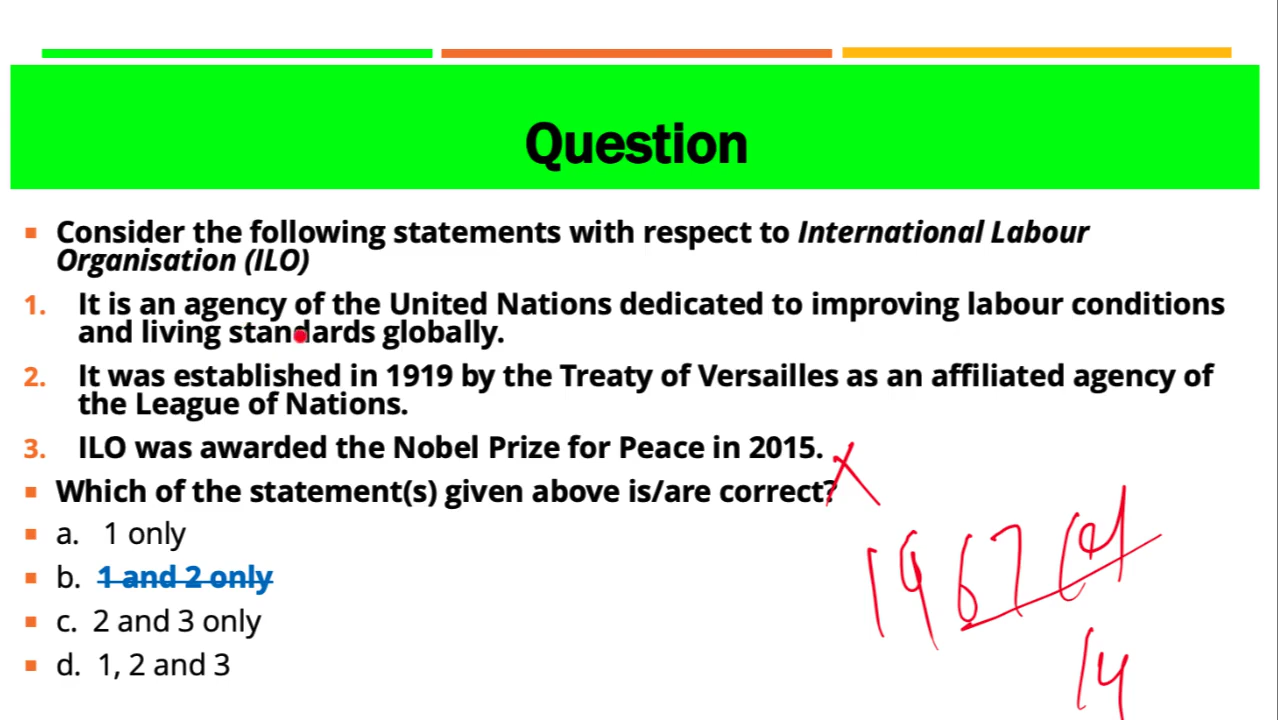 Question
Consider the following statements with respect to International Labour
Organisation (ILO)
1. It is an agency of the United Nations dedicated to improving labour conditions
and living standards globally.
2. It was established in 1919 by the Treaty of Versailles as an affiliated agency of
the League of Nations.
3. ILO was awarded the Nobel Prize for Peace in 2015.
Which of the statement(s) given above is/are correct?
a. 1 only
b. 1 and 2 only
c. 2 and 3 only
d. 1, 2 and 3
1967
14